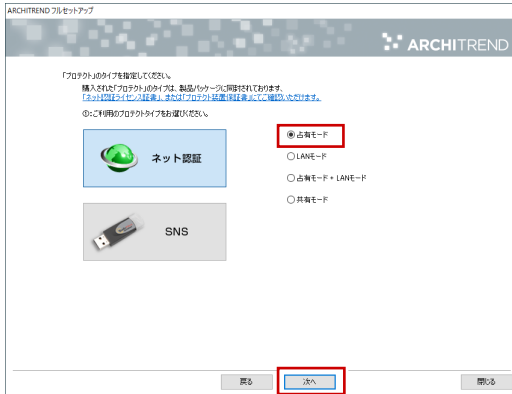 ARCHITREND フルセットアップ
ARCHITREND
「プロテクト」のタイプを指定してください。
購入された「プロテクト」のタイプは、製品パッケージに同封されております、
「ネット認証ライセンス証書」、または「プロテクト装置保証書」にてご確認いただけます。
①:ご利用のプロテクトタイプをお選びください。
ネット認証
占有モード
LANモード
占有モード + LANモード
共有モード
SNS
戻る
次へ
閉じる